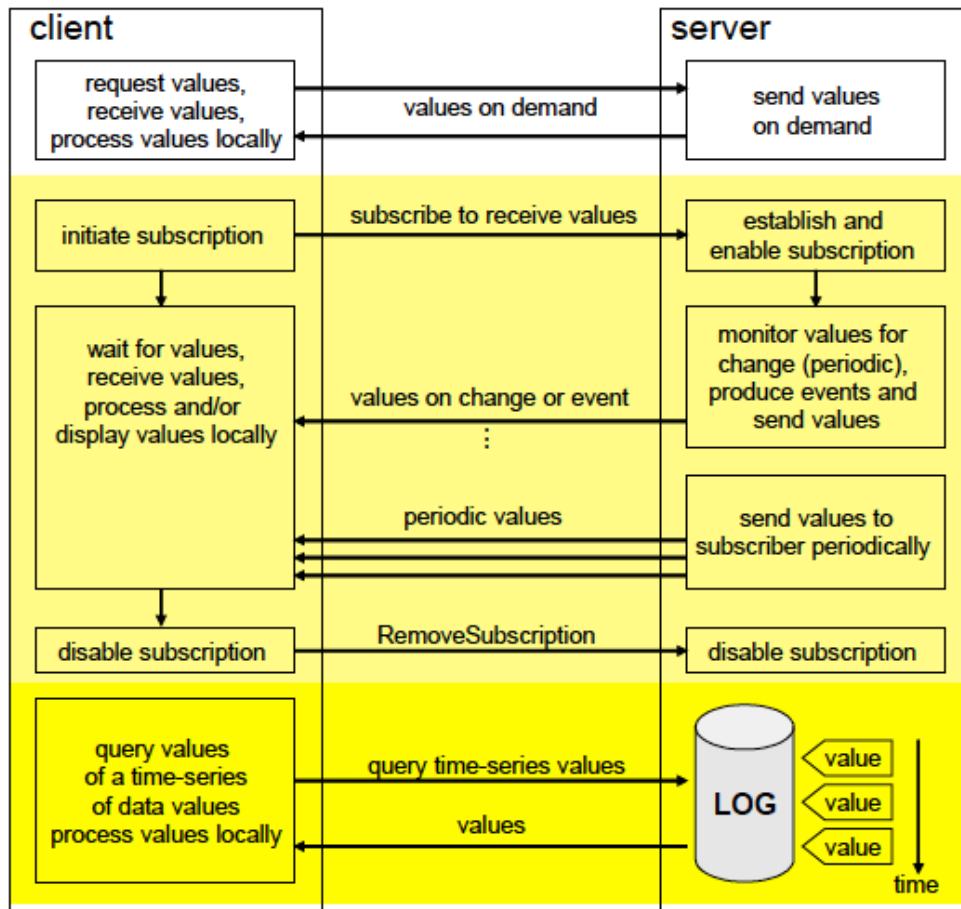 client
server
request values,
receive values,
process values locally
values on demand
send values
on demand
initiate subscription
subscribe to receive values
establish and
enable subscription
wait for values,
receive values,
process and/or
display values locally
values on change or event
⋮
monitor values for
change (periodic),
produce events and
send values
periodic values
send values to
subscriber periodically
disable subscription
RemoveSubscription
disable subscription
query values
of a time-series
of data values
process values locally
query time-series values
values
LOG
value
value
value
time